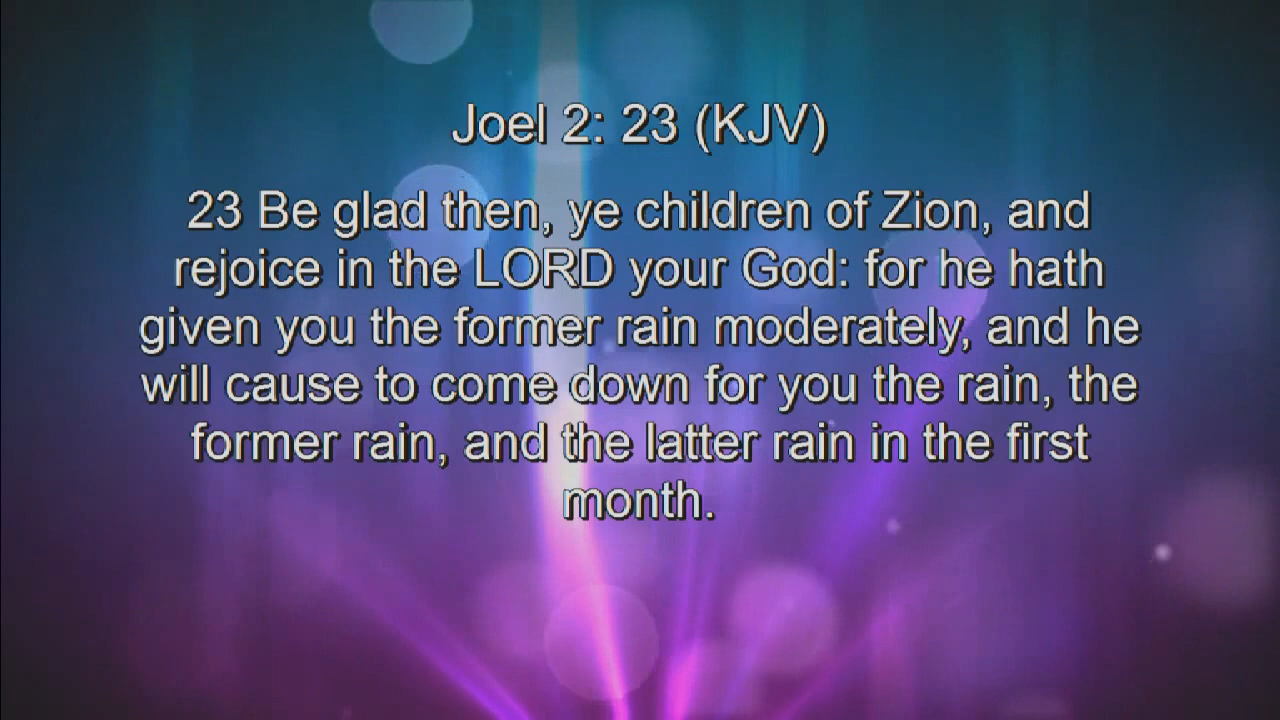 Joel 2: 23 (KJV)
23 Be glad then, ye children of Zion, and
rejoice in the LORD your God: for he hath
given you the former rain moderately, and he
will cause to come down for you the rain, the
former rain, and the latter rain in the first
month.